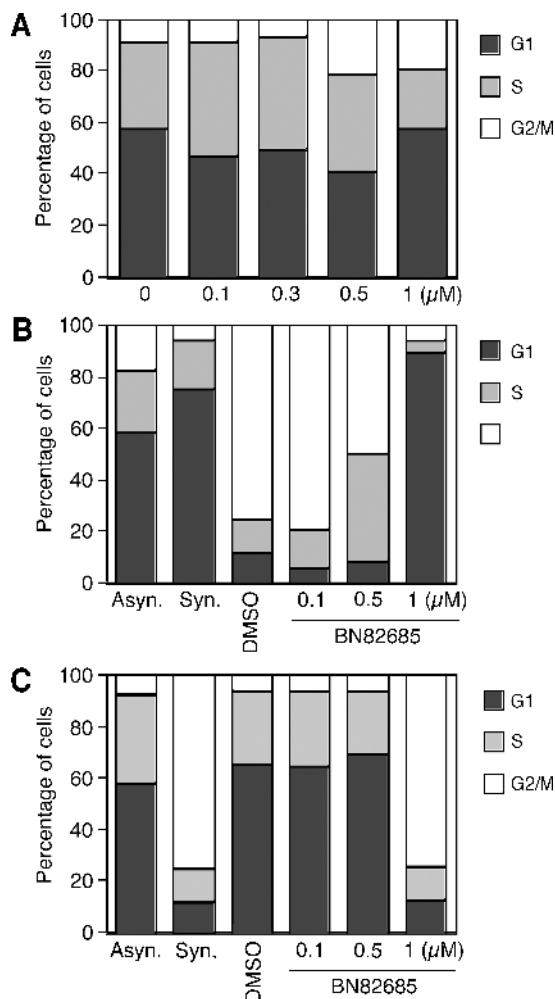 A
Percentage of cells
100
80
60
40
20
0
0 0.1 0.3 0.5 1 (µM)
G1
S
G2/M
B
Percentage of cells
100
80
60
40
20
0
Asyn. Syn. DMSO 0.1 0.5 1 (µM)
BN82685
G1
S
C
Percentage of cells
100
80
60
40
20
0
Asyn. Syn. DMSO 0.1 0.5 1 (µM)
BN82685
G1
S
G2/M